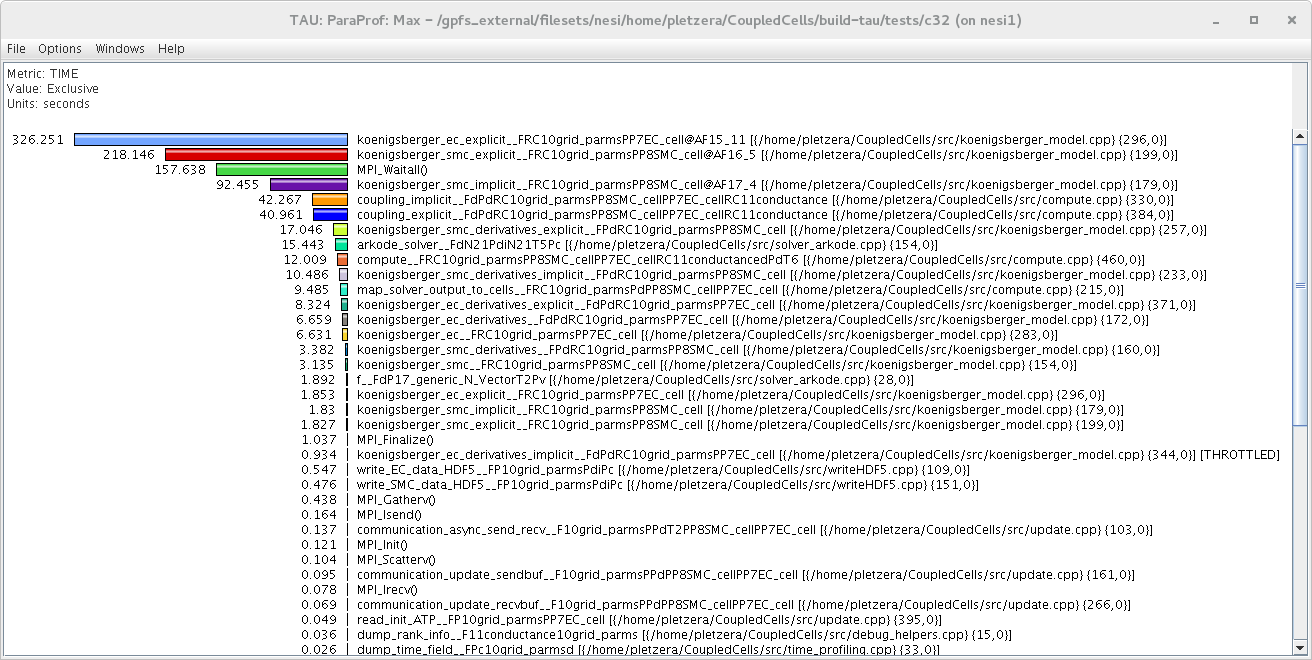 TAU: ParaProf: Max - /gpfs_external/filesets/nesi/home/pletzera/CoupledCells/build-tau/tests/c32 (on nesi1)
File Options Windows Help
Metric: TIME
Value: Exclusive
Units: seconds
326.251 koenigsberger_ec_explicit__FRC10grid_parmsPP7EC_cell@AF15_11 [{/home/pletzera/CoupledCells/src/koenigsberger_model.cpp} {296,0}]
218.146 koenigsberger_smc_explicit__FRC10grid_parmsPP8SMC_cell@AF16_5 [{/home/pletzera/CoupledCells/src/koenigsberger_model.cpp} {199,0}]
157.638 MPI_Waitall()
92.455 koenigsberger_smc_implicit__FRC10grid_parmsPP8SMC_cell@AF17_4 [{/home/pletzera/CoupledCells/src/koenigsberger_model.cpp} {179,0}]
42.267 coupling_implicit__FdPdRC10grid_parmsPP8SMC_cellPP7EC_cellRC11conductance [{/home/pletzera/CoupledCells/src/compute.cpp} {330,0}]
40.961 coupling_explicit__FdPdRC10grid_parmsPP8SMC_cellPP7EC_cellRC11conductance [{/home/pletzera/CoupledCells/src/compute.cpp} {384,0}]
17.046 koenigsberger_smc_derivatives_explicit__FPdRC10grid_parmsPP8SMC_cell [{/home/pletzera/CoupledCells/src/koenigsberger_model.cpp} {257,0}]
15.443 arkode_solver__FdN21PdiN21T5Pc [{/home/pletzera/CoupledCells/src/solver_arkode.cpp} {154,0}]
12.009 compute__FRC10grid_parmsPP8SMC_cellPP7EC_cellRC11conductancedPdT6 [{/home/pletzera/CoupledCells/src/compute.cpp} {460,0}]
10.486 koenigsberger_smc_derivatives_implicit__FPdRC10grid_parmsPP8SMC_cell [{/home/pletzera/CoupledCells/src/koenigsberger_model.cpp} {233,0}]
9.485 map_solver_output_to_cells__FRC10grid_parmsPdPP8SMC_cellPP7EC_cell [{/home/pletzera/CoupledCells/src/compute.cpp} {215,0}]
8.324 koenigsberger_ec_derivatives_explicit__FdPdRC10grid_parmsPP7EC_cell [{/home/pletzera/CoupledCells/src/koenigsberger_model.cpp} {371,0}]
6.659 koenigsberger_ec_derivatives__FdPdRC10grid_parmsPP7EC_cell [{/home/pletzera/CoupledCells/src/koenigsberger_model.cpp} {172,0}]
6.631 koenigsberger_ec__FRC10grid_parmsPP7EC_cell [{/home/pletzera/CoupledCells/src/koenigsberger_model.cpp} {283,0}]
3.382 koenigsberger_smc_derivatives__FPdRC10grid_parmsPP8SMC_cell [{/home/pletzera/CoupledCells/src/koenigsberger_model.cpp} {160,0}]
3.135 koenigsberger_smc__FRC10grid_parmsPP8SMC_cell [{/home/pletzera/CoupledCells/src/koenigsberger_model.cpp} {154,0}]
1.892 f__FdP17_generic_N_VectorT2Pv [{/home/pletzera/CoupledCells/src/solver_arkode.cpp} {28,0}]
1.853 koenigsberger_ec_explicit__FRC10grid_parmsPP7EC_cell [{/home/pletzera/CoupledCells/src/koenigsberger_model.cpp} {296,0}]
1.83 koenigsberger_smc_implicit__FRC10grid_parmsPP8SMC_cell [{/home/pletzera/CoupledCells/src/koenigsberger_model.cpp} {179,0}]
1.827 koenigsberger_smc_explicit__FRC10grid_parmsPP8SMC_cell [{/home/pletzera/CoupledCells/src/koenigsberger_model.cpp} {199,0}]
1.037 MPI_Finalize()
0.934 koenigsberger_ec_derivatives_implicit__FdPdRC10grid_parmsPP7EC_cell [{/home/pletzera/CoupledCells/src/koenigsberger_model.cpp} {344,0}] [THROTTLED]
0.547 write_EC_data_HDF5__FP10grid_parmsPdiPc [{/home/pletzera/CoupledCells/src/writeHDF5.cpp} {109,0}]
0.476 write_SMC_data_HDF5__FP10grid_parmsPdiPc [{/home/pletzera/CoupledCells/src/writeHDF5.cpp} {151,0}]
0.438 MPI_Gatherv()
0.164 MPI_Isend()
0.137 communication_async_send_recv__F10grid_parmsPPdT2PP8SMC_cellPP7EC_cell [{/home/pletzera/CoupledCells/src/update.cpp} {103,0}]
0.121 MPI_Init()
0.104 MPI_Scatterv()
0.095 communication_update_sendbuf__F10grid_parmsPPdPP8SMC_cellPP7EC_cell [{/home/pletzera/CoupledCells/src/update.cpp} {161,0}]
0.078 MPI_Irecv()
0.069 communication_update_recvbuf__F10grid_parmsPPdPP8SMC_cellPP7EC_cell [{/home/pletzera/CoupledCells/src/update.cpp} {266,0}]
0.049 read_init_ATP__FP10grid_parmsPP7EC_cell [{/home/pletzera/CoupledCells/src/update.cpp} {395,0}]
0.036 dump_rank_info__F11conductance10grid_parms [{/home/pletzera/CoupledCells/src/debug_helpers.cpp} {15,0}]
0.026 dump_time_field__FPc10grid_parmsd [{/home/pletzera/CoupledCells/src/time_profiling.cpp} {33,0}]